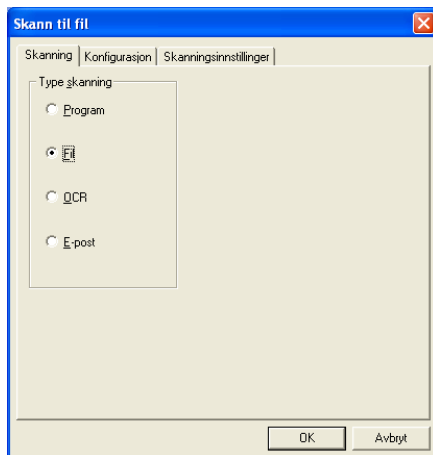 Skann til fil
Skanning Konfigurasjon Skanningsinnstillinger
Type skanning
Program
Fil
OCR
E-post
OK Avbryt